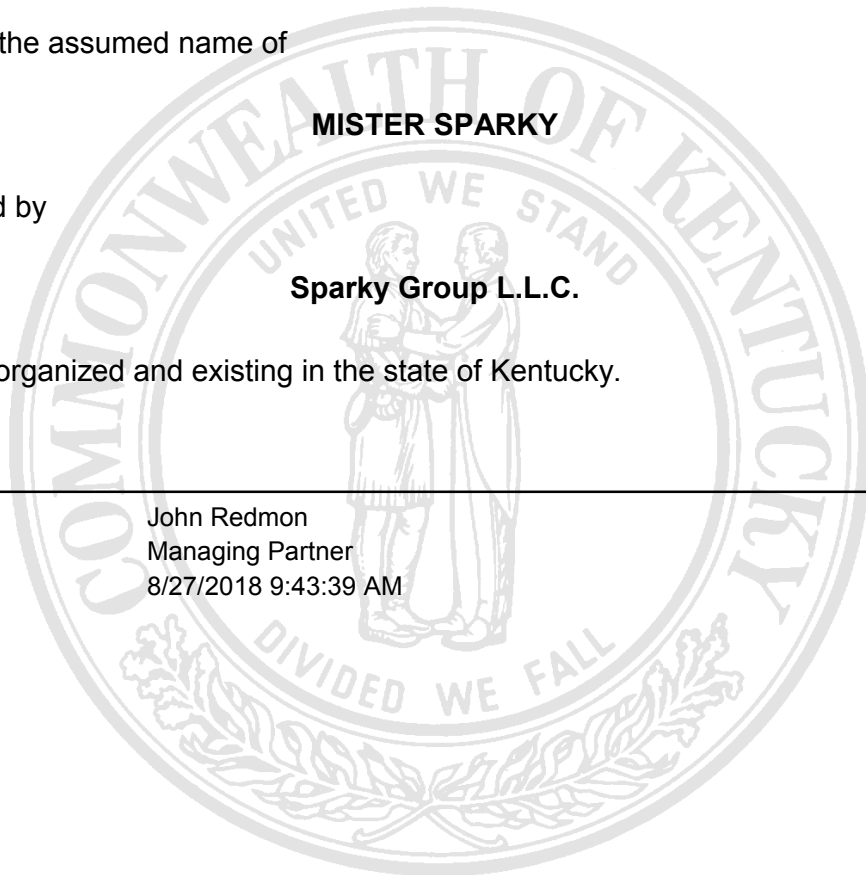 the assumed name of
MISTER SPARKY
d by
Sparky Group L.L.C.
organized and existing in the state of Kentucky.
John Redmon
Managing Partner
8/27/2018 9:43:39 AM
COMMONWEALTH OF KENTUCKY
UNITED WE STAND
DIVIDED WE FALL